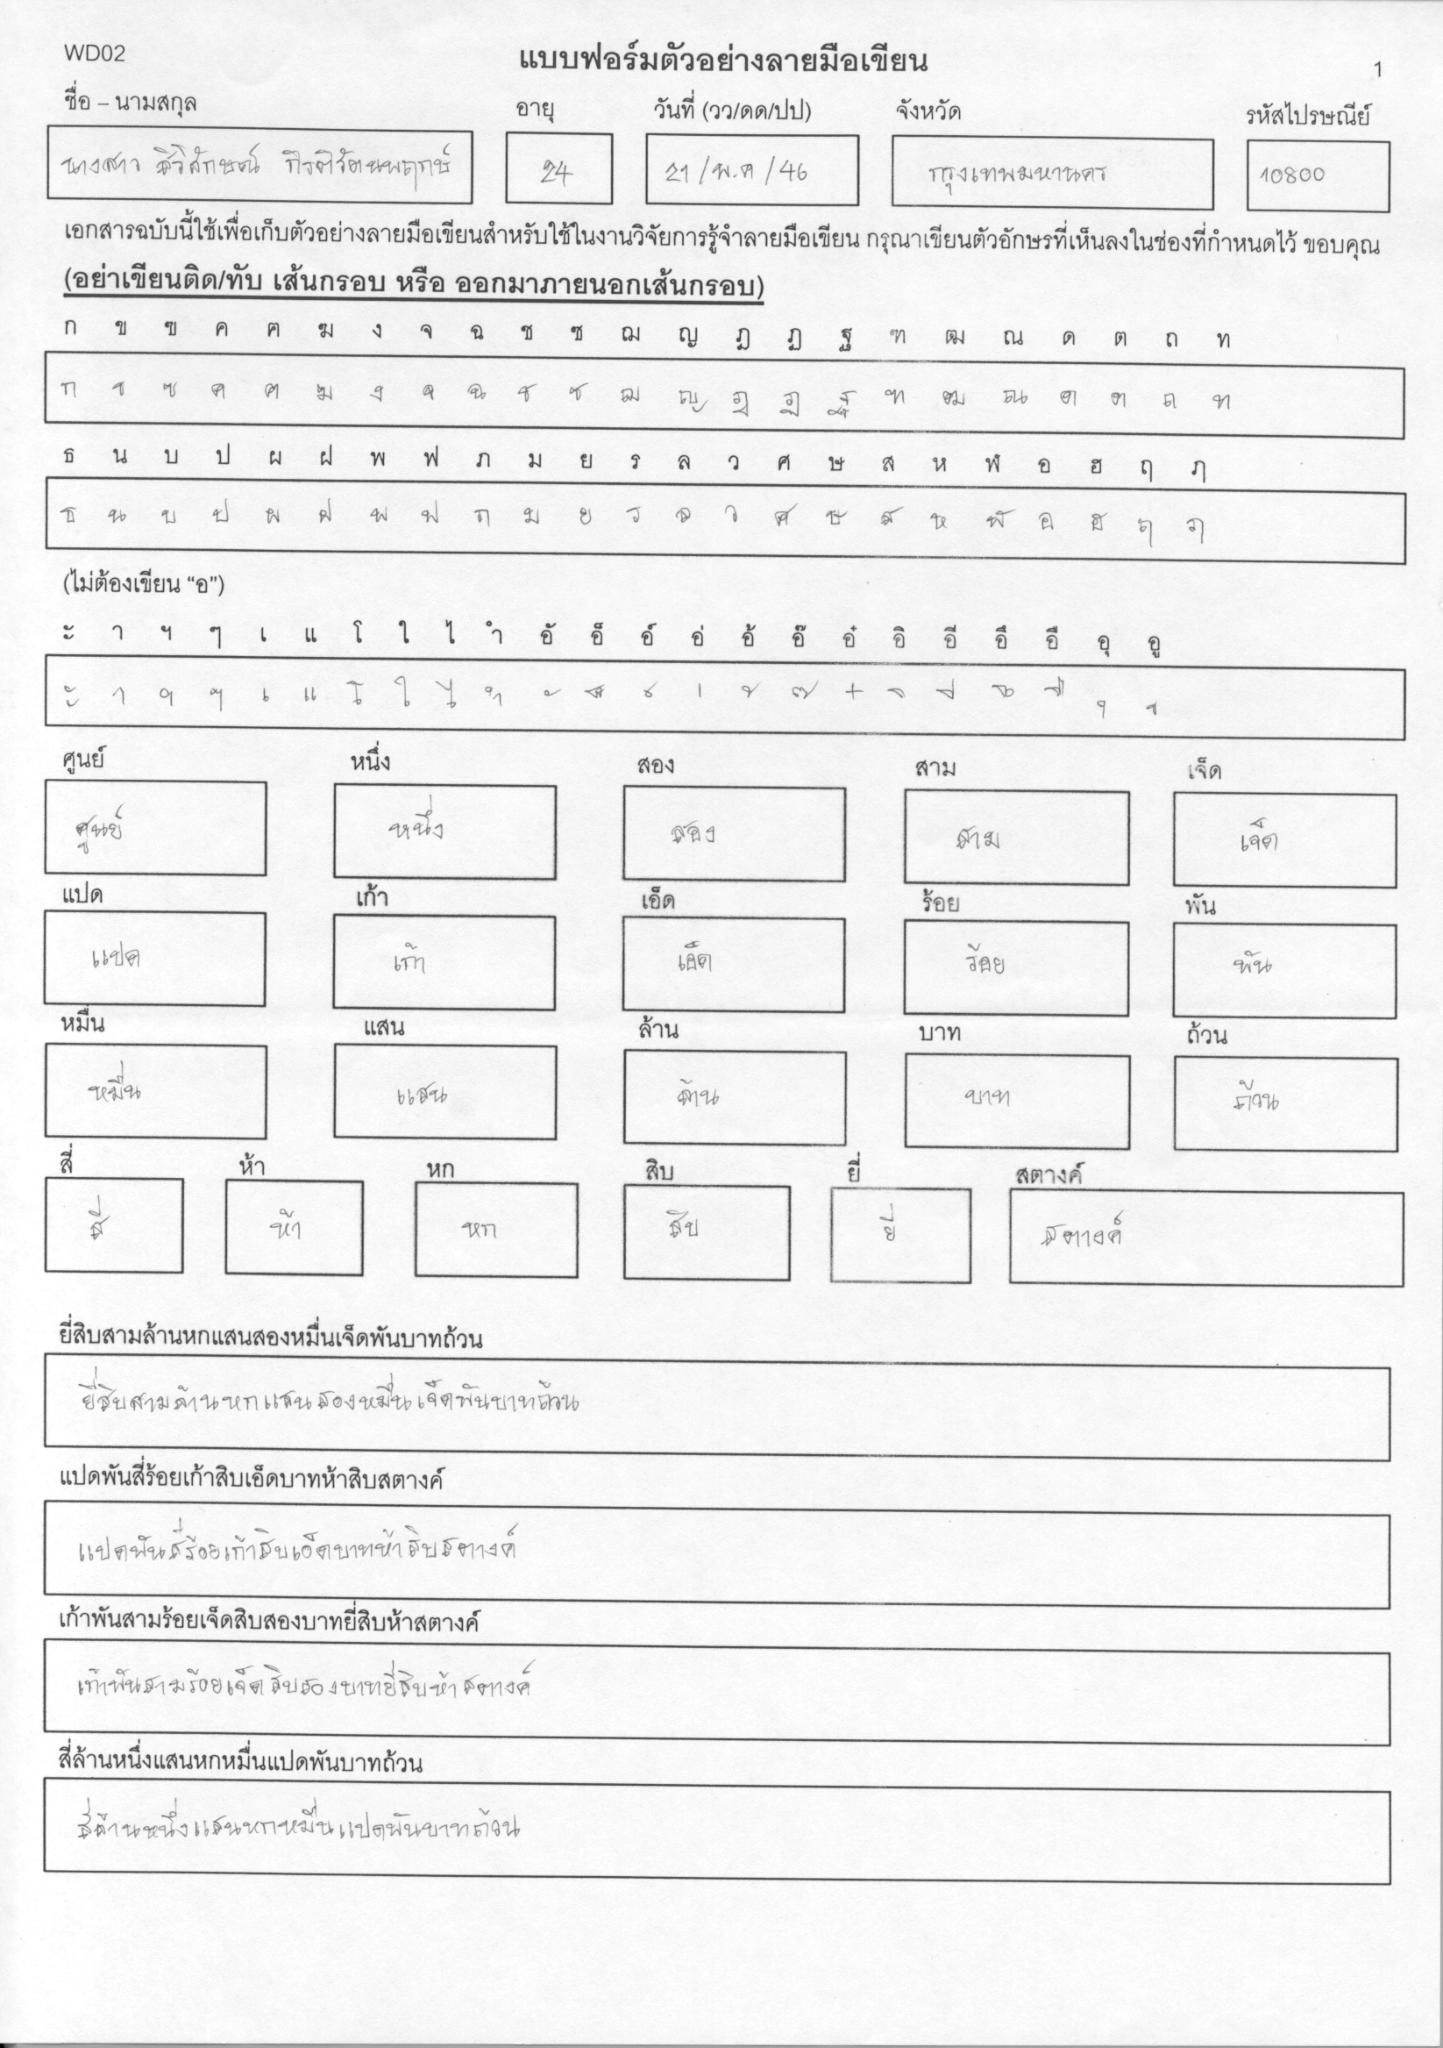 WD02
แบบฟอร์มตัวอย่างลายมือเขียน
1
ชื่อ – นามสกุล อายุ วันที่ (วว/ดด/ปป) จังหวัด รหัสไปรษณีย์
นางสาว สิริลักษณ์ กิรติรัตนพฤกษ์ 24 21/พ.ค/46 กรุงเทพมหานคร 10800
เอกสารฉบับนี้ใช้เพื่อเก็บตัวอย่างลายมือเขียนสำหรับใช้ในงานวิจัยการรู้จำลายมือเขียน กรุณาเขียนตัวอักษรที่เห็นลงในช่องที่กำหนดไว้ ขอบคุณ
(อย่าเขียนติด/ทับ เส้นกรอบ หรือ ออกมาภายนอกเส้นกรอบ)
ก ข ฃ ค ฅ ฆ ง จ ฉ ช ซ ฌ ญ ฎ ฏ ฐ ฑ ฒ ณ ด ต ถ ท
ก ข ฃ ค ฅ ฆ ง จ ฉ ช ซ ฌ ญ ฎ ฏ ฐ ฑ ฒ ณ ด ต ถ ท
ธ น บ ป ผ ฝ พ ฟ ภ ม ย ร ล ว ศ ษ ส ห ฬ อ ฮ ฤ ฦ
ธ น บ ป ผ ฝ พ ฟ ภ ม ย ร ล ว ศ ษ ส ห ฬ อ ฮ ฤ ฦ
(ไม่ต้องเขียน “อ”)
ะ า ฯ ๆ เ แ โ ใ ไ ำ อั อ็ อ์ อ่ อ้ อ๊ อ๋ อิ อี อึ อื อุ อู
ะ า ฯ ๆ เ แ โ ใ ไ ำ ั ็ ์ ่ ้ ๊ ๋ ิ ี ึ ื ุ ู
ศูนย์ หนึ่ง สอง สาม เจ็ด
ศูนย์ หนึ่ง สอง สาม เจ็ด
แปด เก้า เอ็ด ร้อย พัน
แปด เก้า เอ็ด ร้อย พัน
หมื่น แสน ล้าน บาท ถ้วน
หมื่น แสน ล้าน บาท ถ้วน
สี่ ห้า หก สิบ ยี่ สตางค์
สี่ ห้า หก สิบ ยี่ สตางค์
ยี่สิบสามล้านหกแสนสองหมื่นเจ็ดพันบาทถ้วน
ยี่สิบสามล้านหกแสนสองหมื่นเจ็ดพันบาทถ้วน
แปดพันสี่ร้อยเก้าสิบเอ็ดบาทห้าสิบสตางค์
แปดพันสี่ร้อยเก้าสิบเอ็ดบาทห้าสิบสตางค์
เก้าพันสามร้อยเจ็ดสิบสองบาทยี่สิบห้าสตางค์
เก้าพันสามร้อยเจ็ดสิบสองบาทยี่สิบห้าสตางค์
สี่ล้านหนึ่งแสนหกหมื่นแปดพันบาทถ้วน
สี่ล้านหนึ่งแสนหกหมื่นแปดพันบาทถ้วน